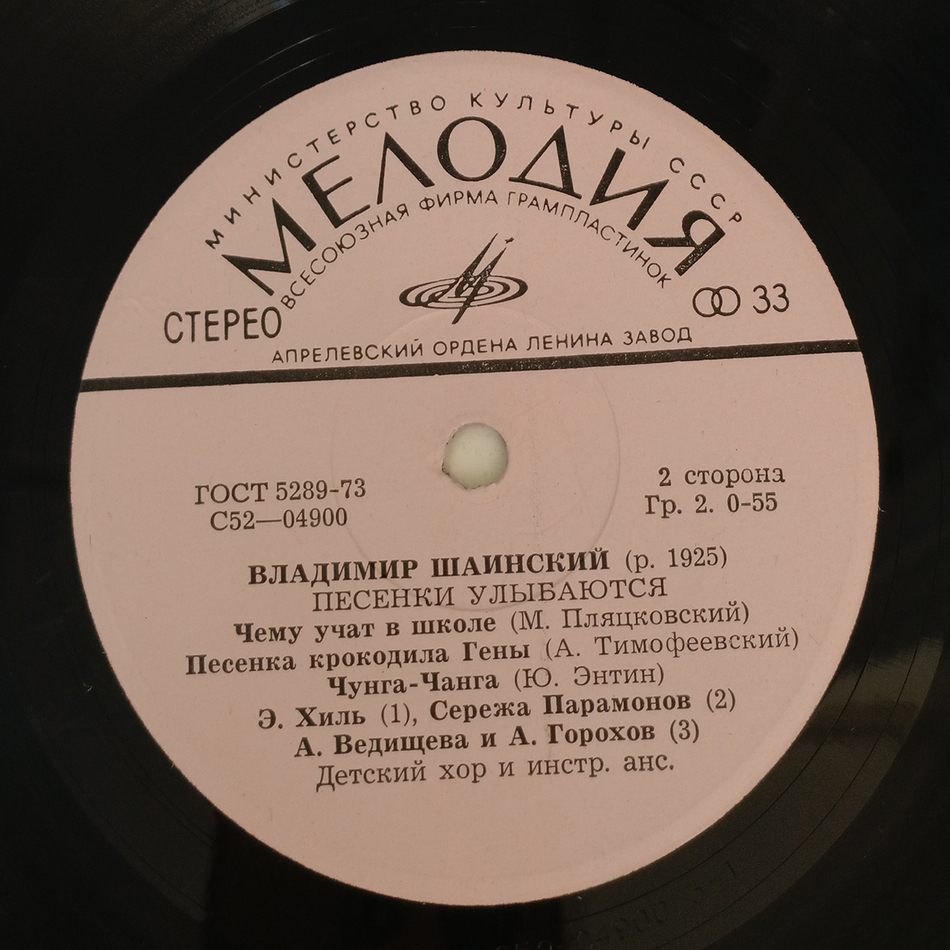 МИНИСТЕРСТВО КУЛЬТУРЫ СССР
МЕЛОДИЯ
ВСЕСОЮЗНАЯ ФИРМА ГРАМПЛАСТИНОК
СТЕРЕО
33
АПРЕЛЕВСКИЙ ОРДЕНА ЛЕНИНА ЗАВОД
ГОСТ 5289-73
С52—04900
2 сторона
Гр. 2. 0-55
ВЛАДИМИР ШАИНСКИЙ (р. 1925)
ПЕСЕНКИ УЛЫБАЮТСЯ
Чему учат в школе (М. Пляцковский)
Песенка крокодила Гены (А. Тимофеевский)
Чунга-Чанга (Ю. Энтин)
Э. Хиль (1), Сережа Парамонов (2)
А. Ведищева и А. Горохов (3)
Детский хор и инстр. анс.